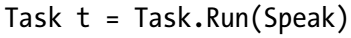 Task t = Task.Run(Speak)